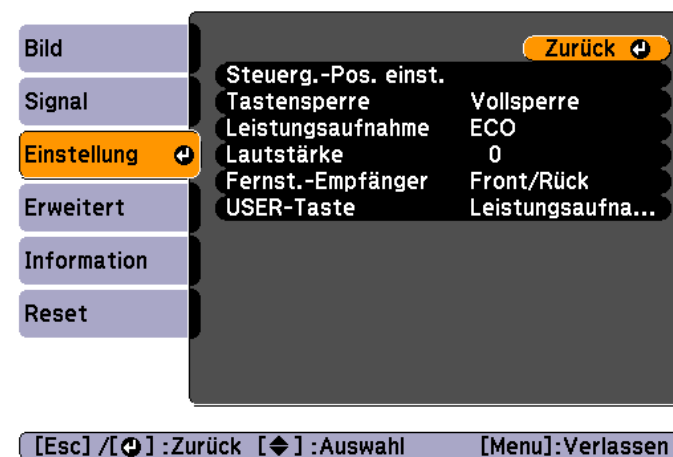 Bild
Signal
Einstellung
Erweitert
Information
Reset
Zurück
Steuerg.-Pos. einst.
Tastensperre Vollsperre
Leistungsaufnahme ECO
Lautstärke 0
Fernst.-Empfänger Front/Rück
USER-Taste Leistungsaufna...
[Esc] /[ ] :Zurück [ ] :Auswahl [Menu]:Verlassen